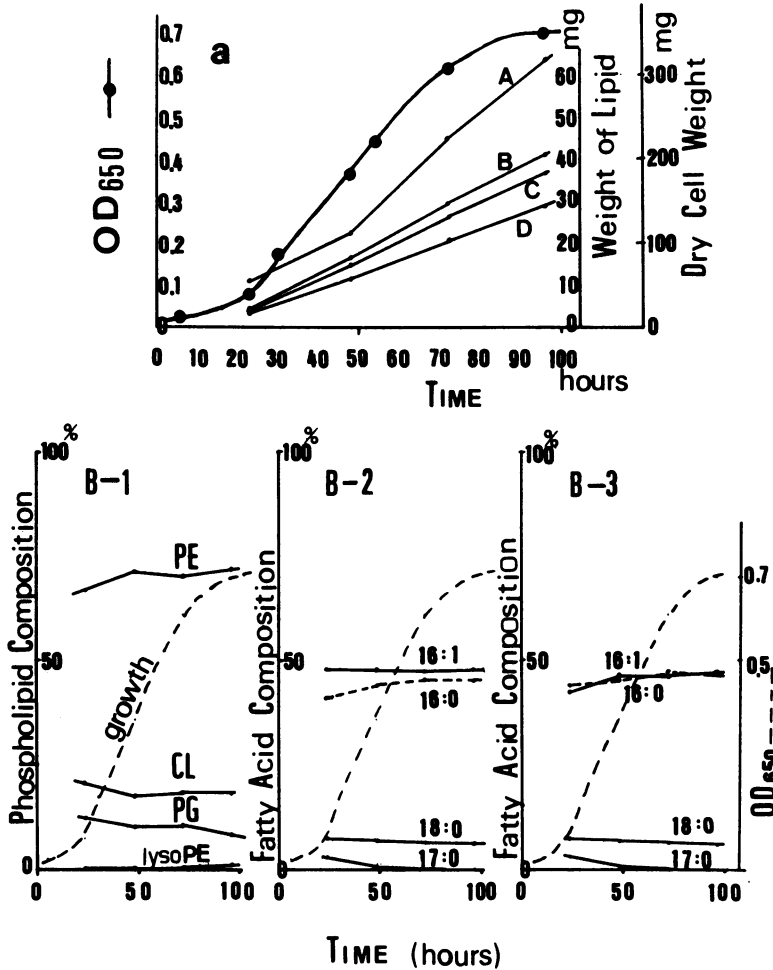 a
OD650
0.7
0.6
0.5
0.4
0.3
0.2
0.1
0
A
B
C
D
mg
60
50
40
30
20
10
0
Weight of Lipid
mg
300
200
100
0
Dry Cell Weight
0 10 20 30 40 50 60 70 80 90 100
hours
TIME
Phospholipid Composition
100%
50
0
B-1
PE
growth
CL
PG
lysoPE
0 50 100
Fatty Acid Composition
100%
50
0
B-2
16:1
16:0
18:0
17:0
0 50 100
Fatty Acid Composition
100%
50
0
B-3
16:1
16:0
18:0
17:0
0 50 100
0.7
0.5
0
OD650
TIME (hours)